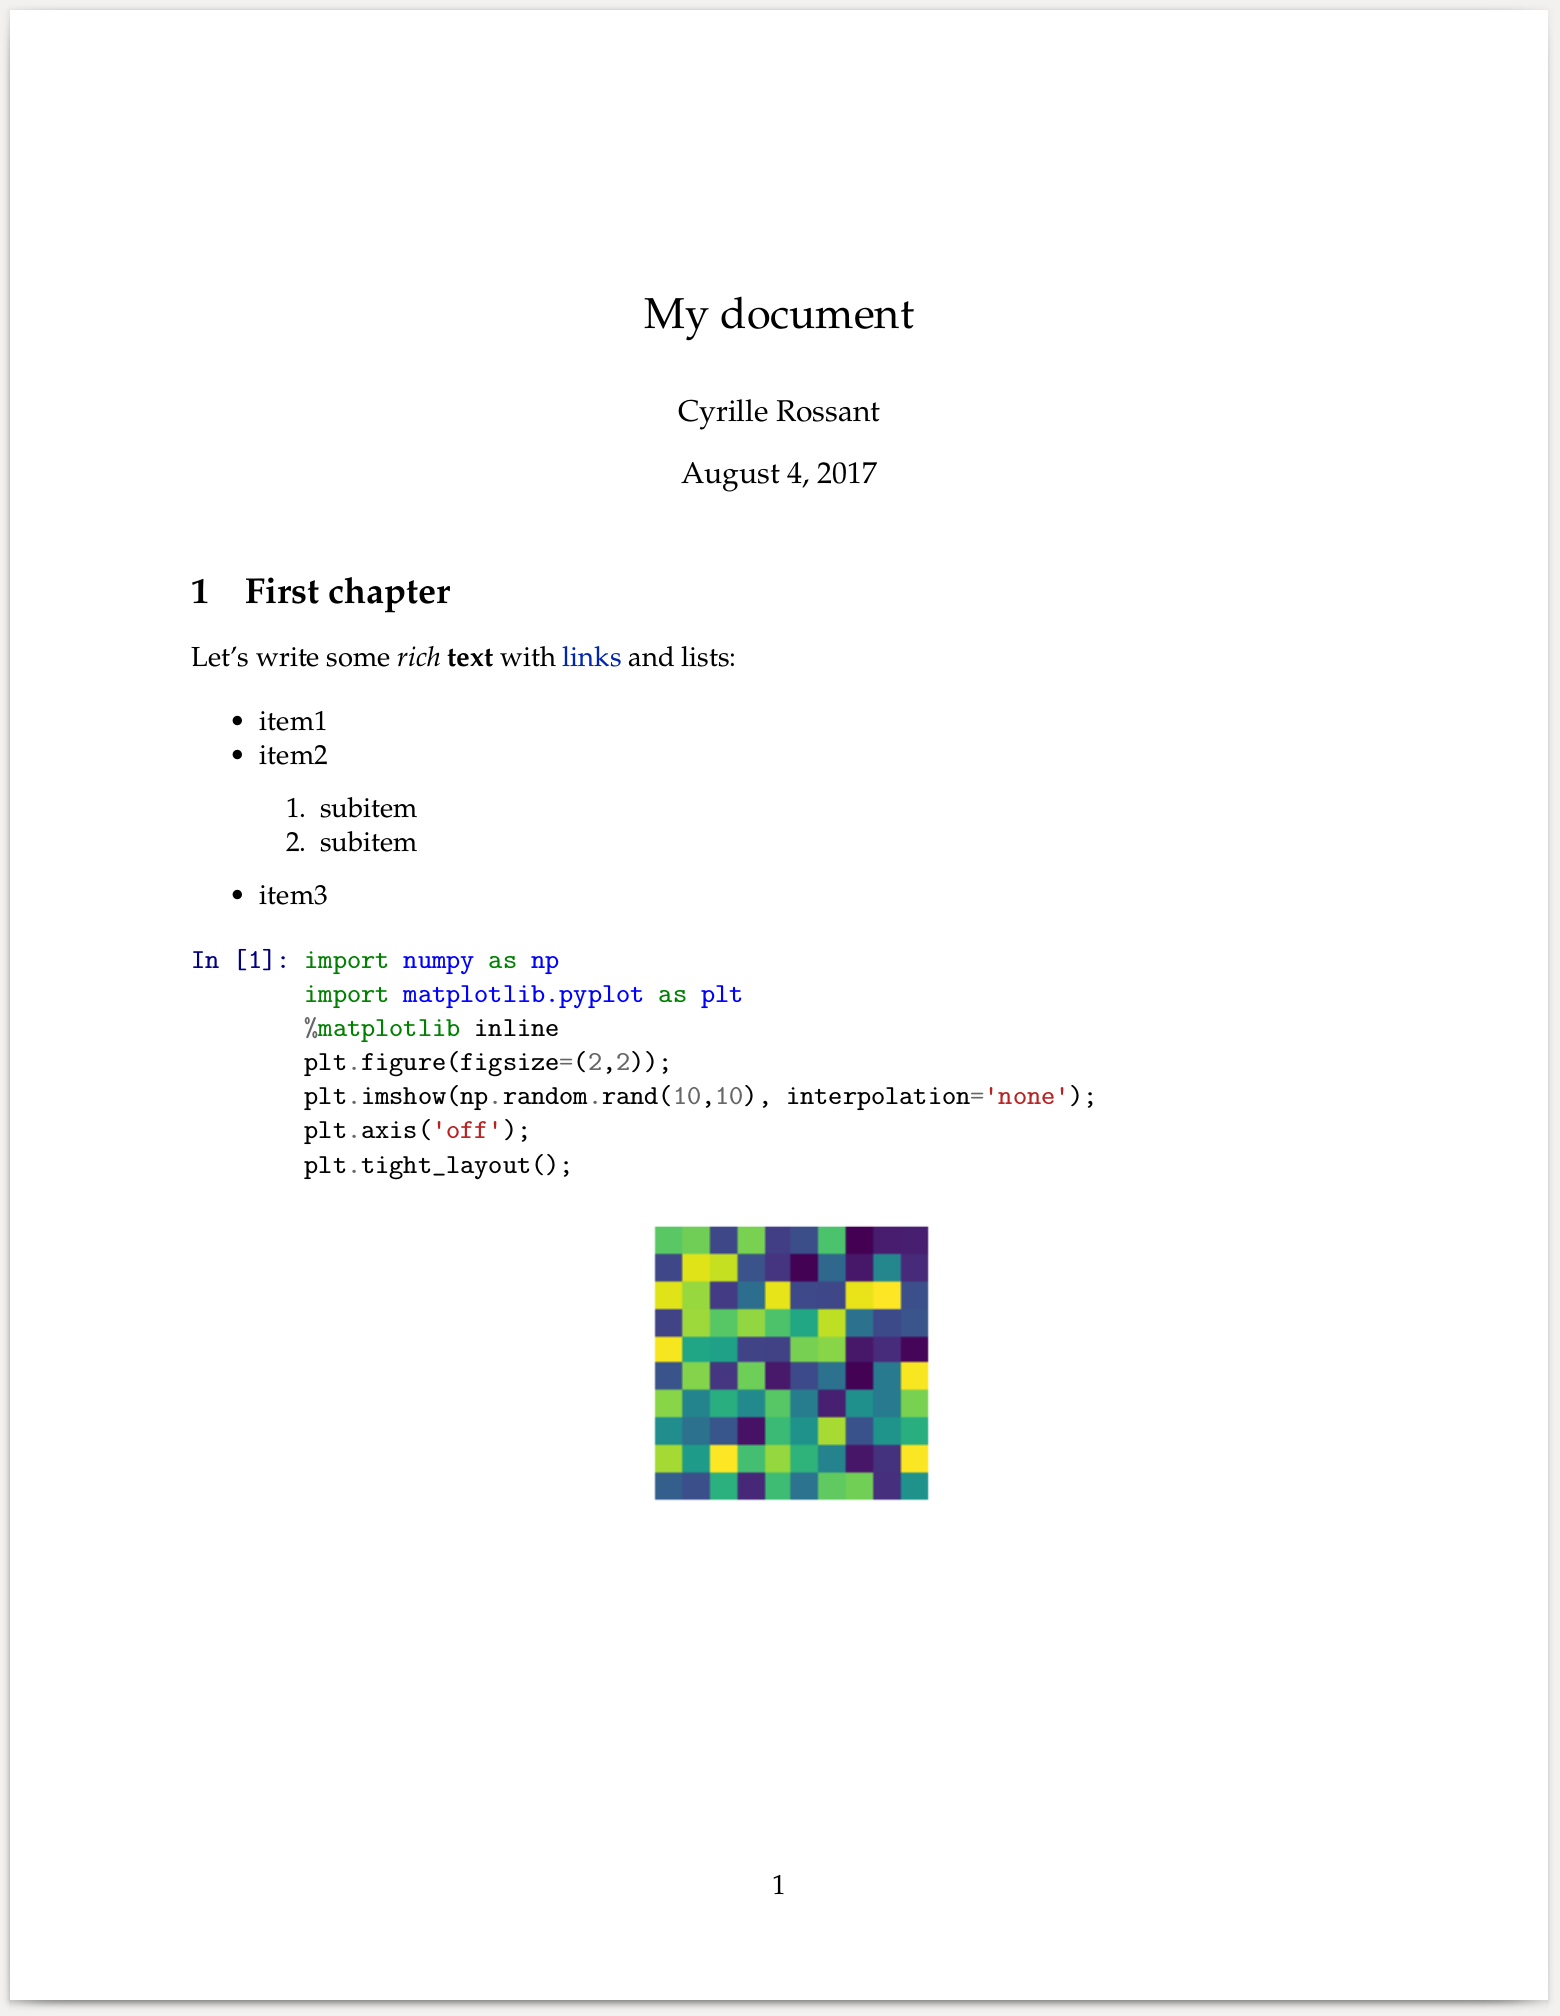 My document
Cyrille Rossant
August 4, 2017
1 First chapter
Let’s write some rich text with links and lists:
• item1
• item2
1. subitem
2. subitem
• item3
In [1]: import numpy as np
import matplotlib.pyplot as plt
%matplotlib inline
plt.figure(figsize=(2,2));
plt.imshow(np.random.rand(10,10), interpolation='none');
plt.axis('off');
plt.tight_layout();
1